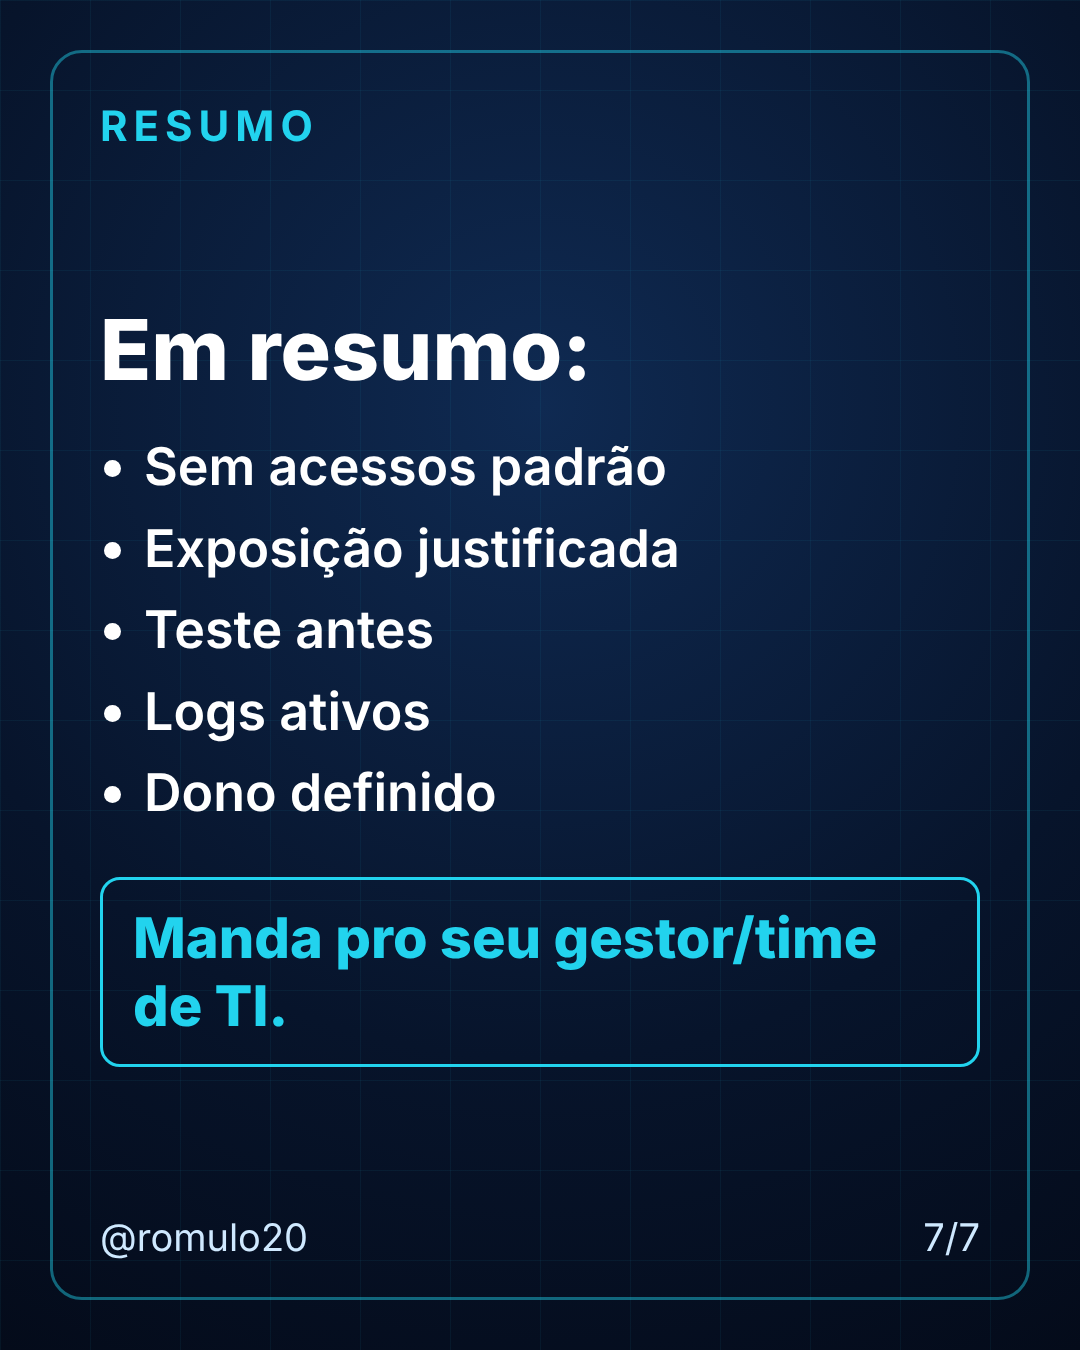 RESUMO
Em resumo:
• Sem acessos padrão
• Exposição justificada
• Teste antes
• Logs ativos
• Dono definido
Manda pro seu gestor/time
de TI.
@romulo20
7/7